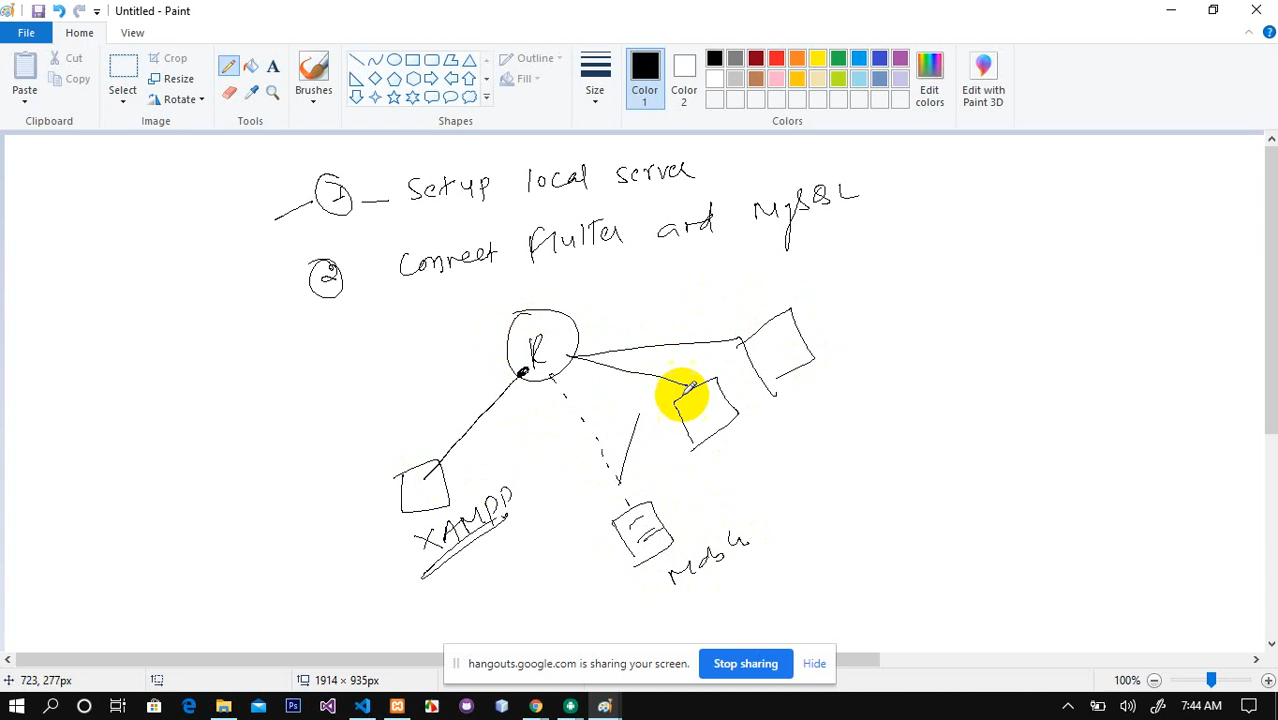 Untitled - Paint
File
Home
View
Paste
Cut
Copy
Clipboard
Select
Crop
Resize
Rotate
Image
Tools
Brushes
Shapes
Outline
Fill
Size
Color 1
Color 2
Colors
Edit colors
Edit with Paint 3D
1 — Setup local server
2 Connect flutter and MySQL
R
XAMPP
hangouts.google.com is sharing your screen.
Stop sharing
Hide
723, 277px
1914 × 935px
100%
7:44 AM